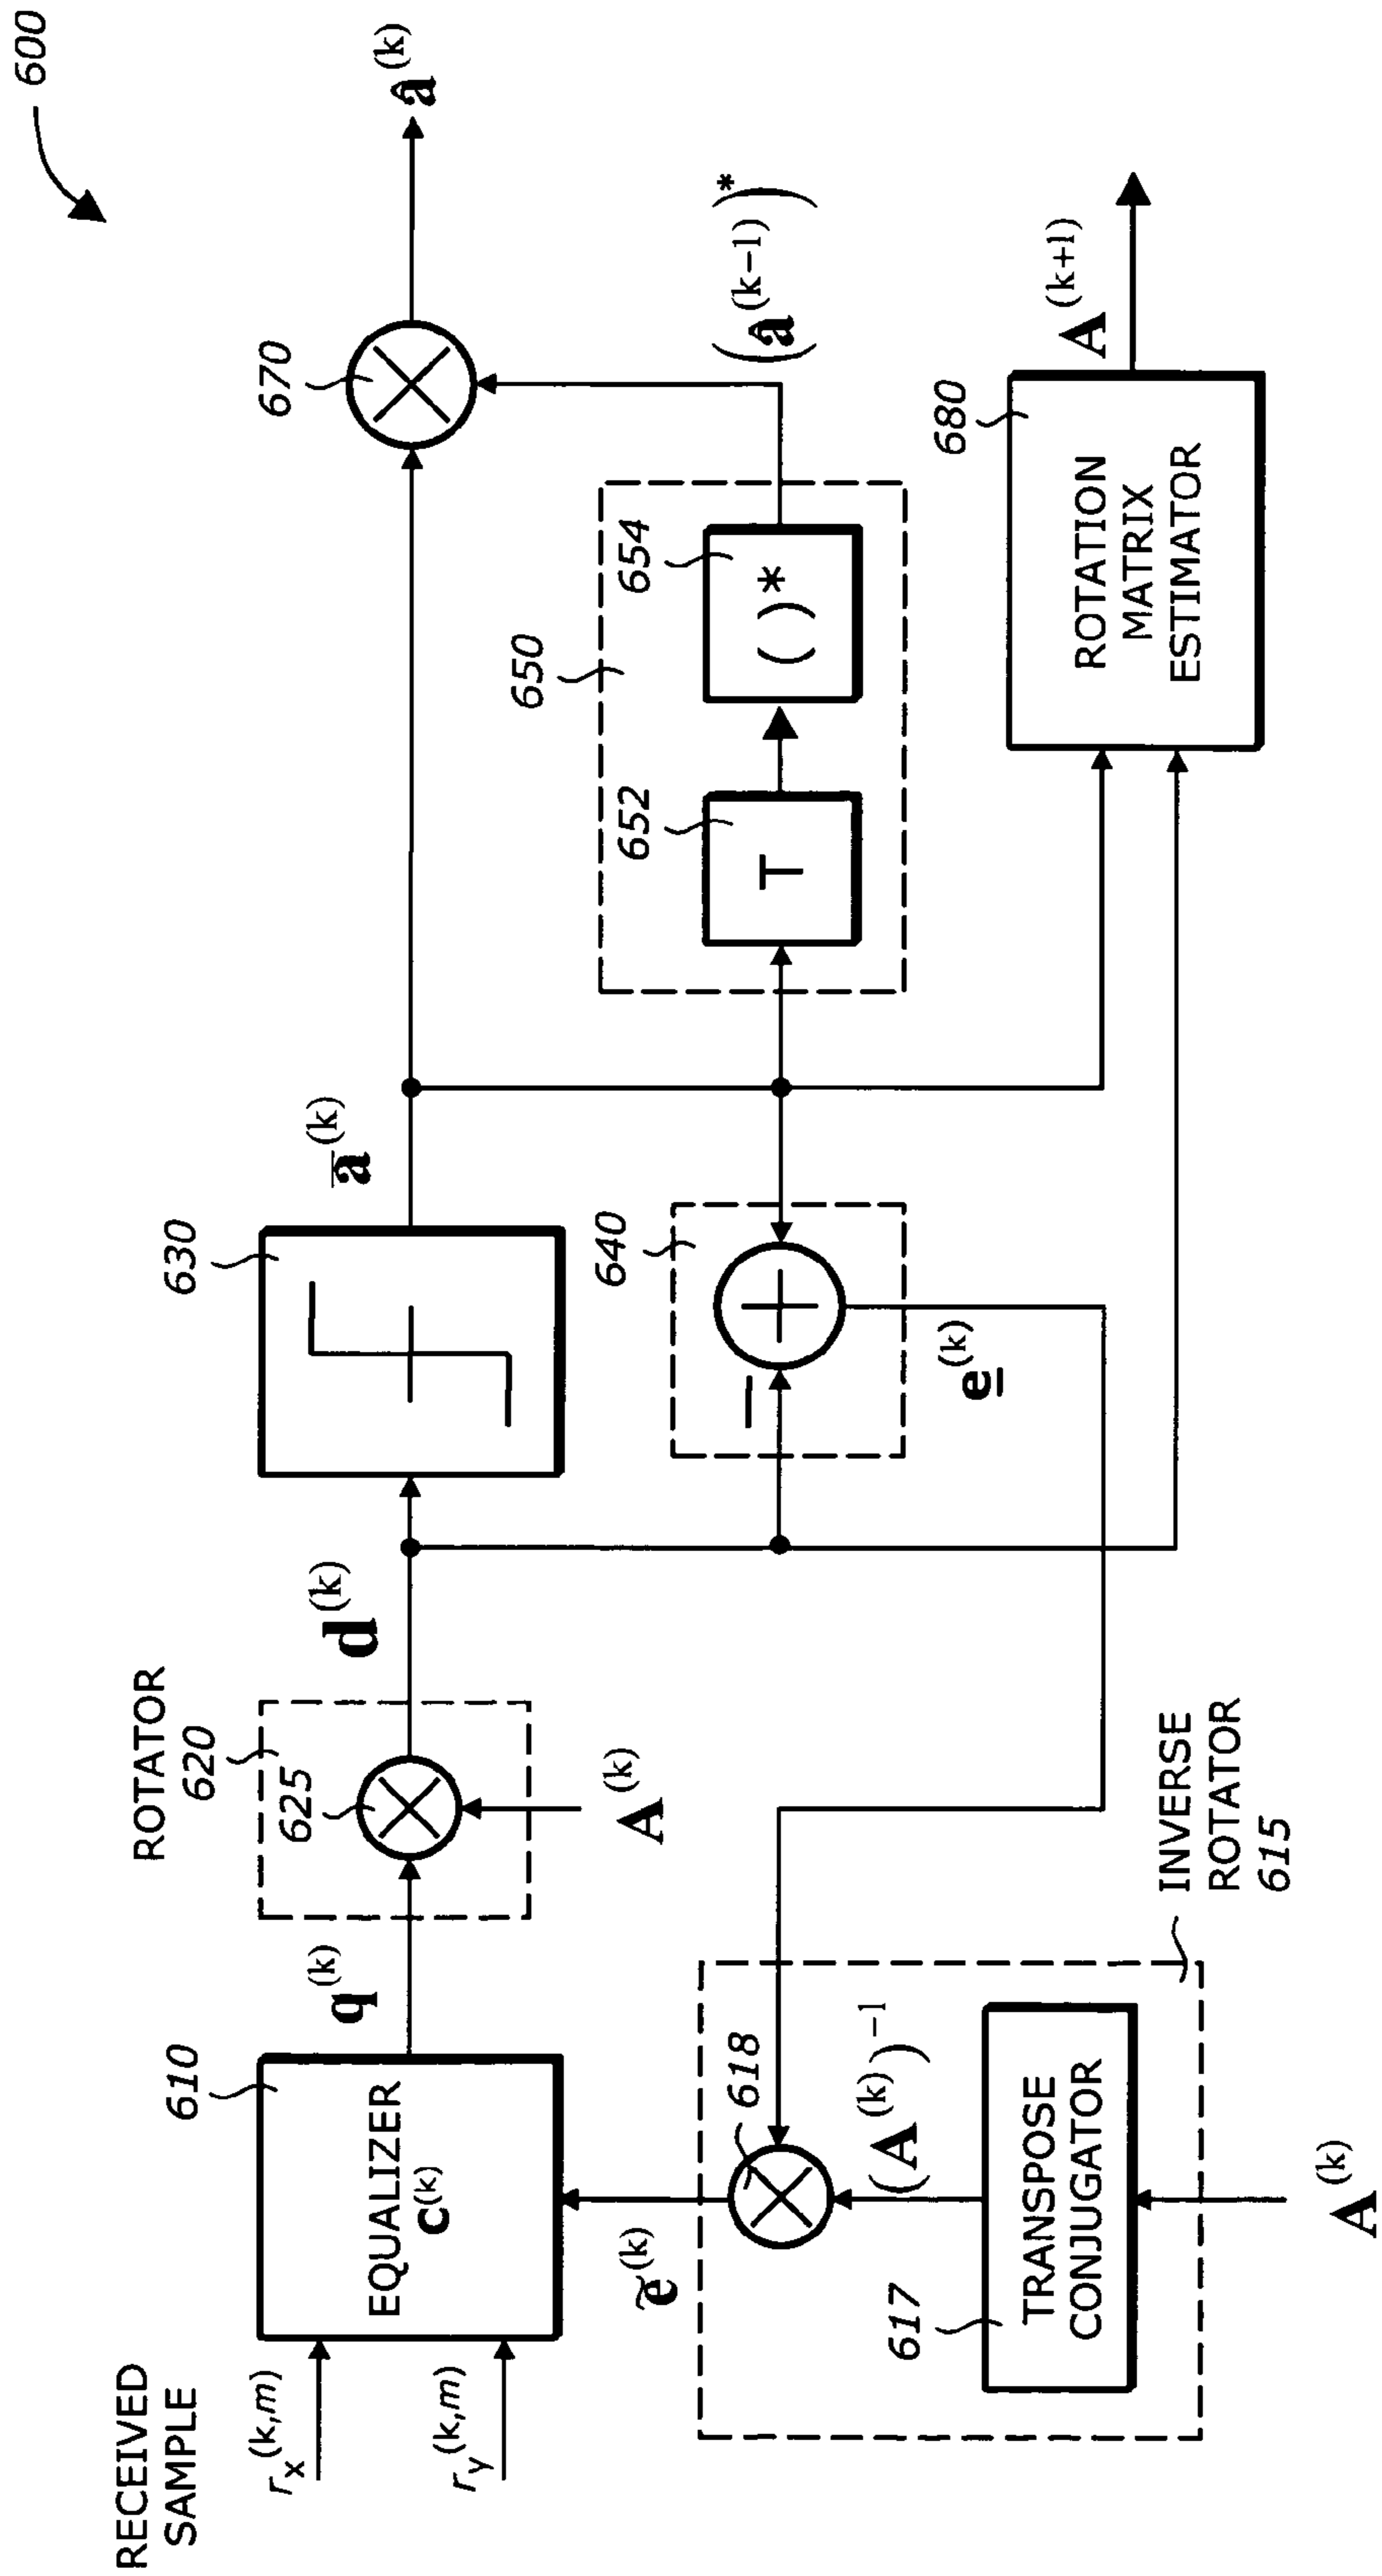 600
RECEIVED
SAMPLE
r_x^(k,m)
r_y^(k,m)
610
EQUALIZER
c^(k)
q^(k)
ROTATOR
620
625
A^(k)
d^(k)
630
a̅^(k)
670
â^(k)
ẽ^(k)
618
(A^(k))^−1
617
TRANSPOSE
CONJUGATOR
A^(k)
INVERSE
ROTATOR
615
640
−
+
e̲^(k)
650
652
T
654
( )*
(â^(k−1))*
680
ROTATION
MATRIX
ESTIMATOR
A^(k+1)